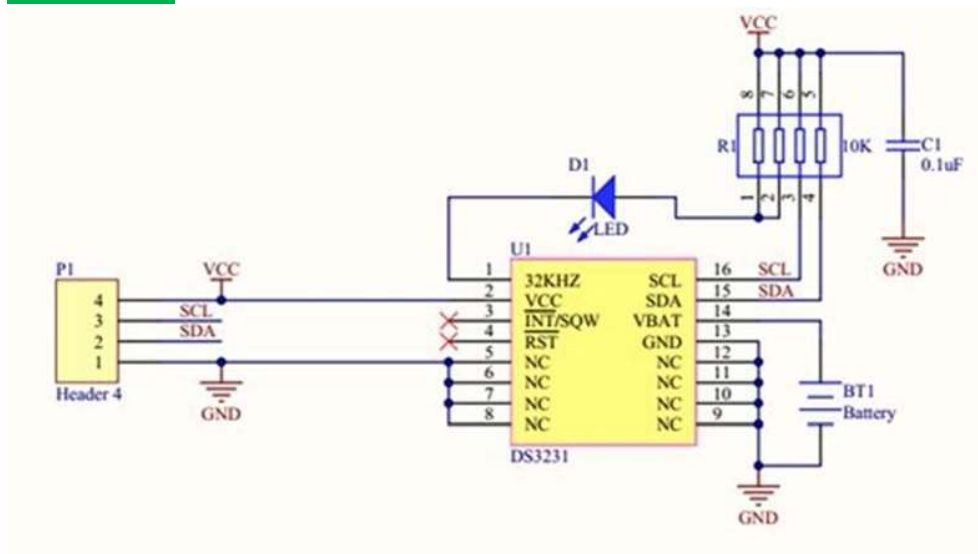 VCC
8 7 6 5
R1
10K
C1
0.1uF
1 2 3 4
GND
D1
LED
U1
P1
4
3
2
1
Header 4
VCC
SCL
SDA
GND
1 32KHZ SCL 16 SCL
2 VCC SDA 15 SDA
3 INT/SQW VBAT 14
4 RST GND 13
5 NC NC 12
6 NC NC 11
7 NC NC 10
8 NC NC 9
DS3231
BT1
Battery
GND